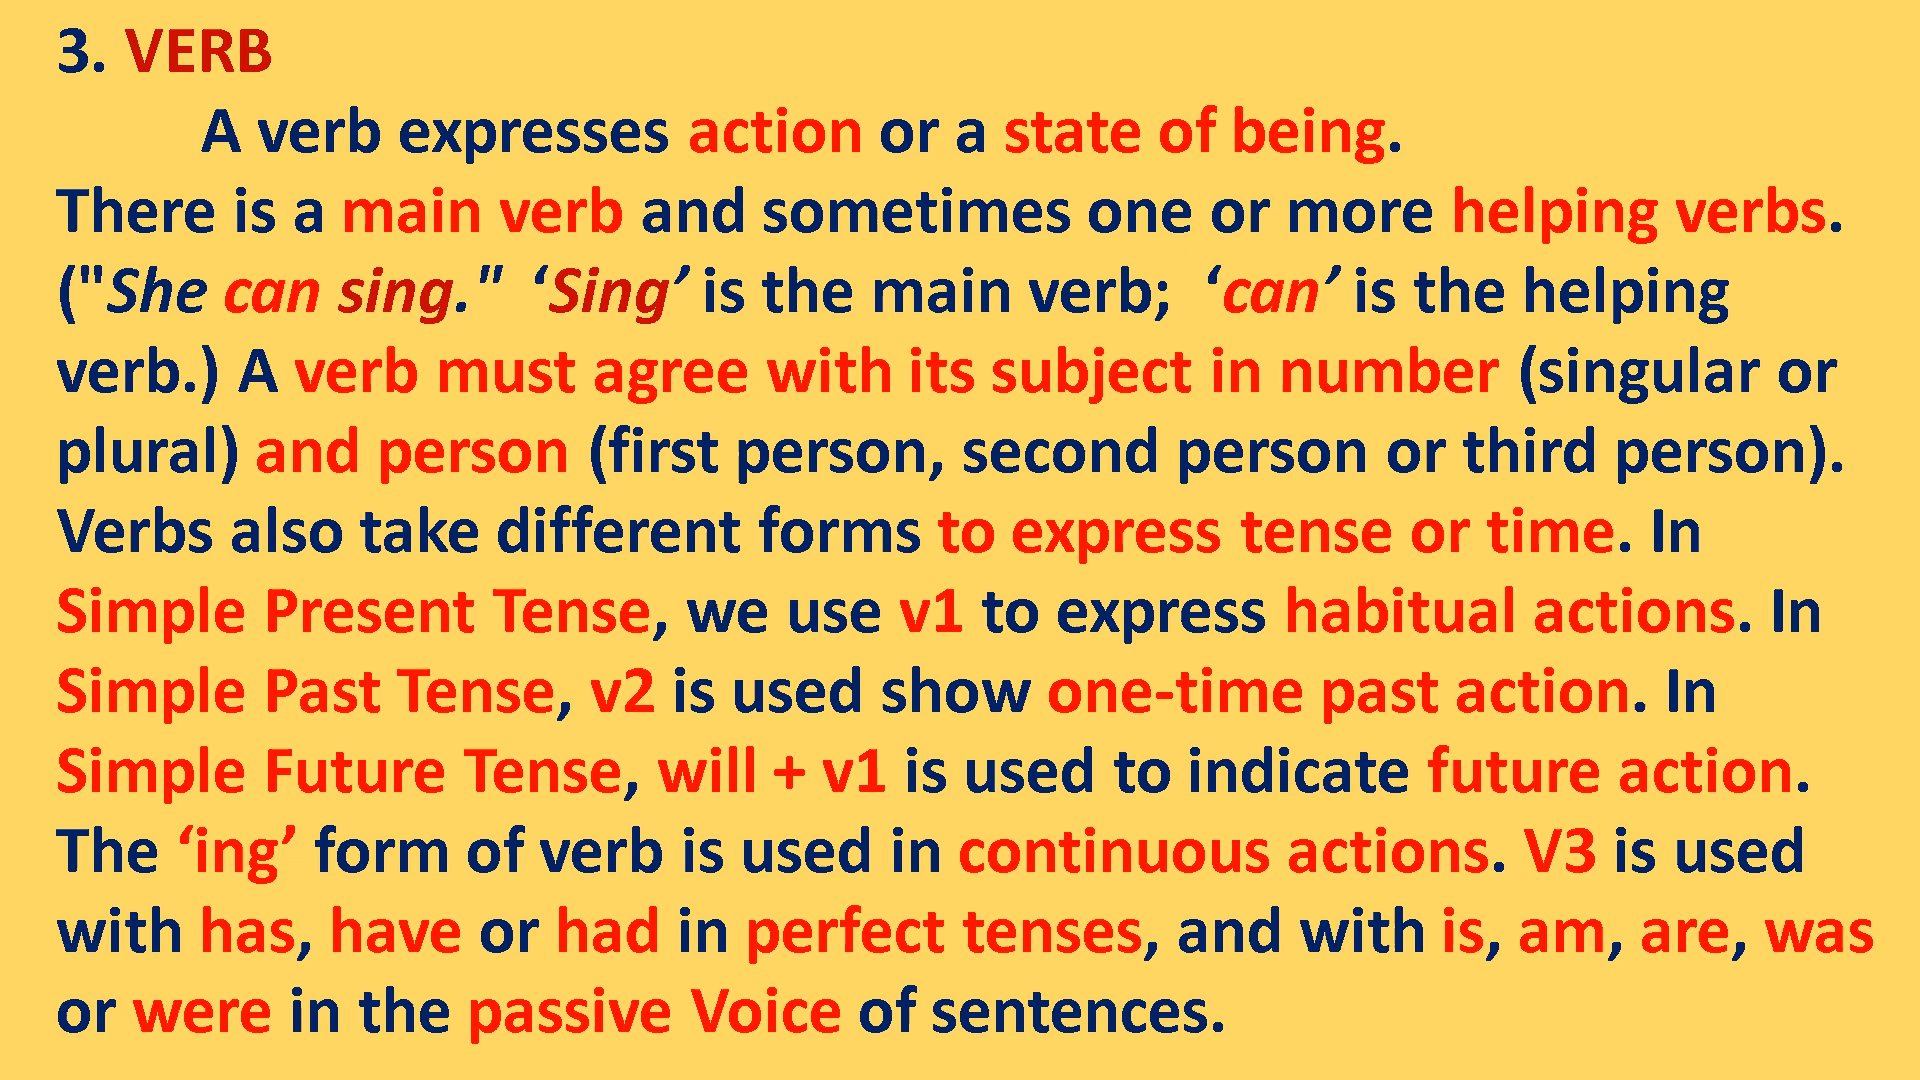 3. VERB
A verb expresses action or a state of being.
There is a main verb and sometimes one or more helping verbs.
("She can sing." ‘Sing’ is the main verb; ‘can’ is the helping
verb.) A verb must agree with its subject in number (singular or
plural) and person (first person, second person or third person).
Verbs also take different forms to express tense or time. In
Simple Present Tense, we use v1 to express habitual actions. In
Simple Past Tense, v2 is used show one-time past action. In
Simple Future Tense, will + v1 is used to indicate future action.
The ‘ing’ form of verb is used in continuous actions. V3 is used
with has, have or had in perfect tenses, and with is, am, are, was
or were in the passive Voice of sentences.